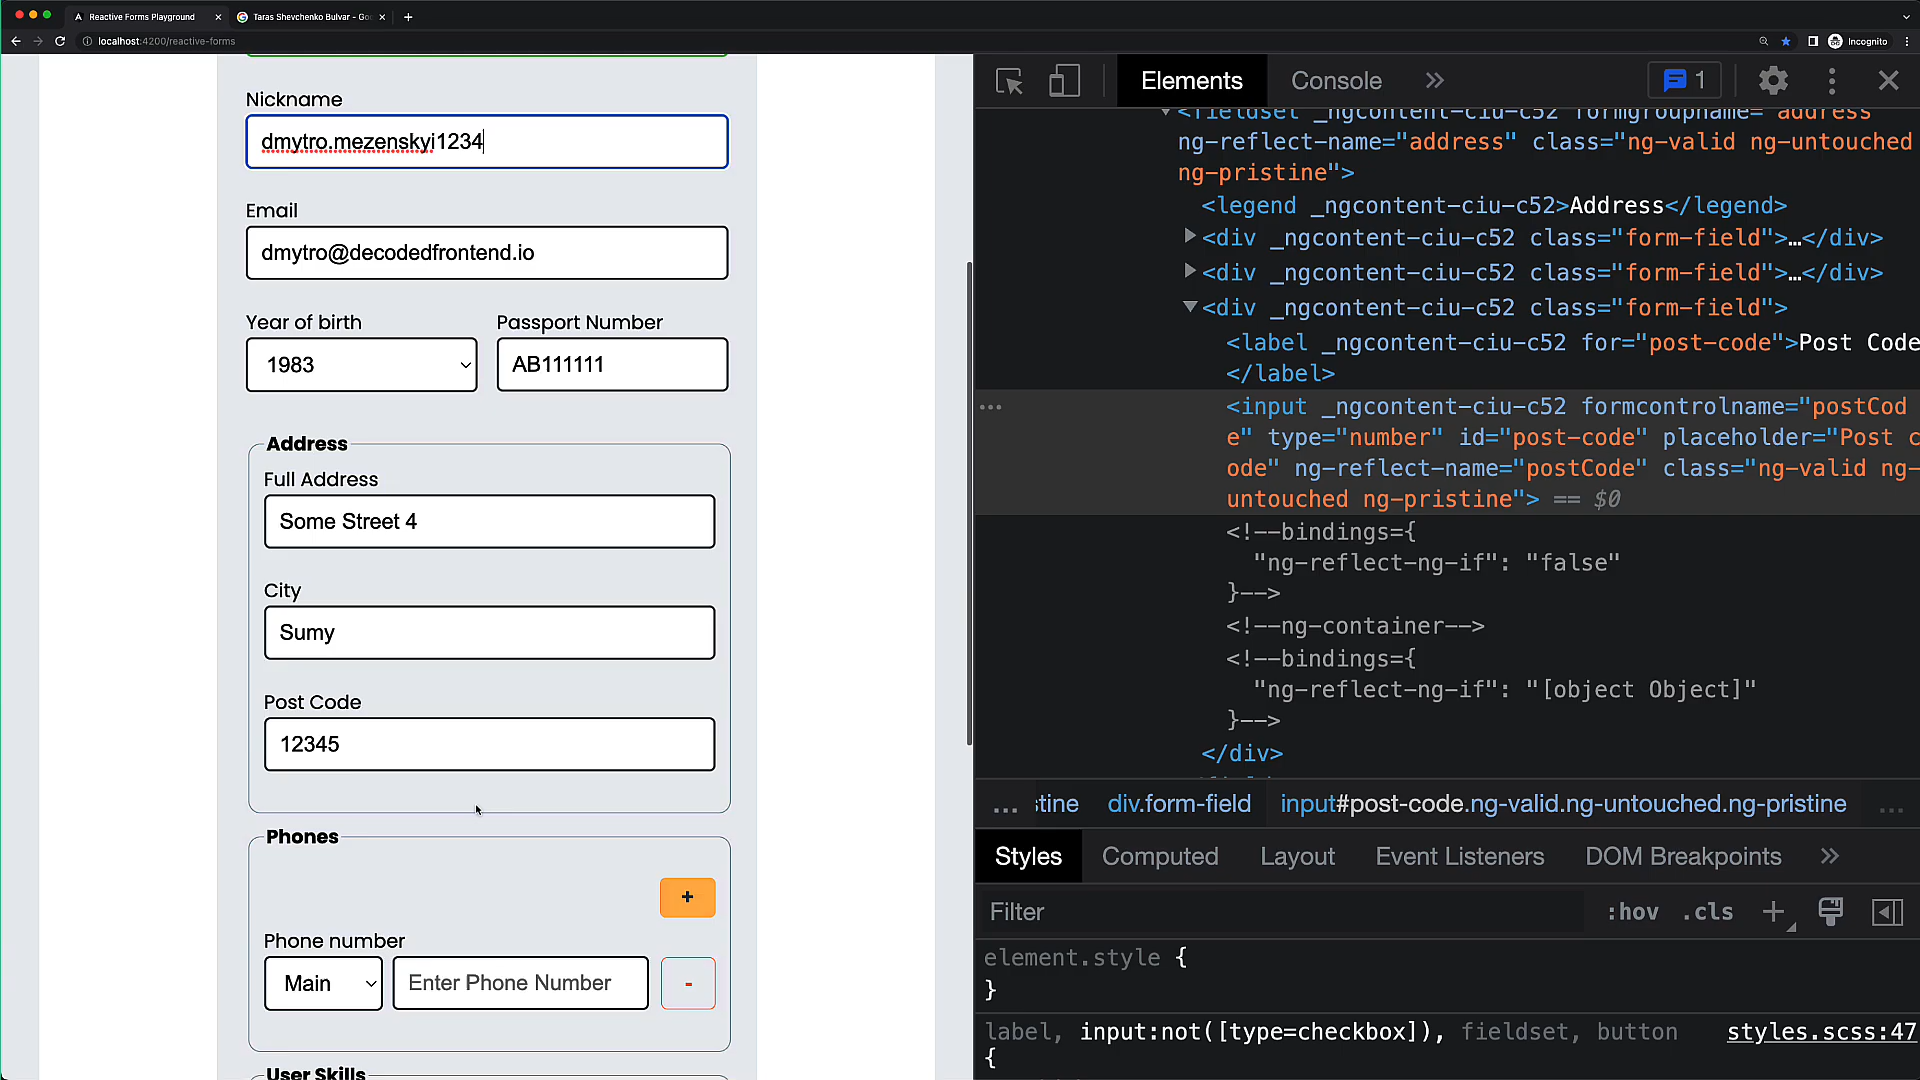 Reactive Forms Playground
Taras Shevchenko Bulvar - Goo
localhost:4200/reactive-forms
Incognito
Nickname
dmytro.mezenskyi1234
Email
dmytro@decodedfrontend.io
Year of birth
Passport Number
1983
AB111111
Address
Full Address
Some Street 4
City
Sumy
Post Code
12345
Phones
+
Phone number
Main
Enter Phone Number
-
User Skills
Elements
Console
1
<fieldset _ngcontent-ciu-c52 formgroupname="address"
ng-reflect-name="address" class="ng-valid ng-untouched
ng-pristine">
<legend _ngcontent-ciu-c52>Address</legend>
<div _ngcontent-ciu-c52 class="form-field">…</div>
<div _ngcontent-ciu-c52 class="form-field">…</div>
<div _ngcontent-ciu-c52 class="form-field">
<label _ngcontent-ciu-c52 for="post-code">Post Code
</label>
<input _ngcontent-ciu-c52 formcontrolname="postCod
e" type="number" id="post-code" placeholder="Post c
ode" ng-reflect-name="postCode" class="ng-valid ng-
untouched ng-pristine"> == $0
<!--bindings={
"ng-reflect-ng-if": "false"
}-->
<!--ng-container-->
<!--bindings={
"ng-reflect-ng-if": "[object Object]"
}-->
</div>
… stine div.form-field input#post-code.ng-valid.ng-untouched.ng-pristine …
Styles Computed Layout Event Listeners DOM Breakpoints
Filter
:hov .cls
element.style {
}
label, input:not([type=checkbox]), fieldset, button
styles.scss:47
{